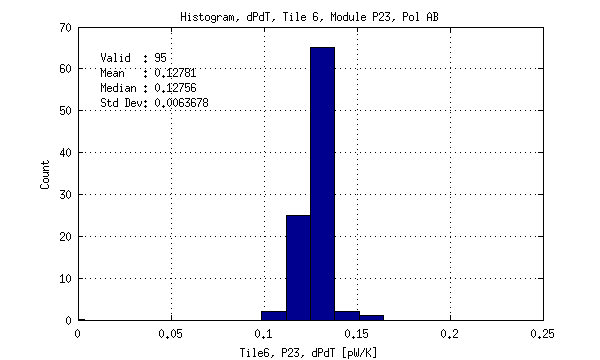 Histogram, dPdT, Tile 6, Module P23, Pol AB
70
60
50
40
30
20
10
0
Count
Valid : 95
Mean : 0.12781
Median : 0.12756
Std Dev: 0.0063678
0 0.05 0.1 0.15 0.2 0.25
Tile6, P23, dPdT [pW/K]